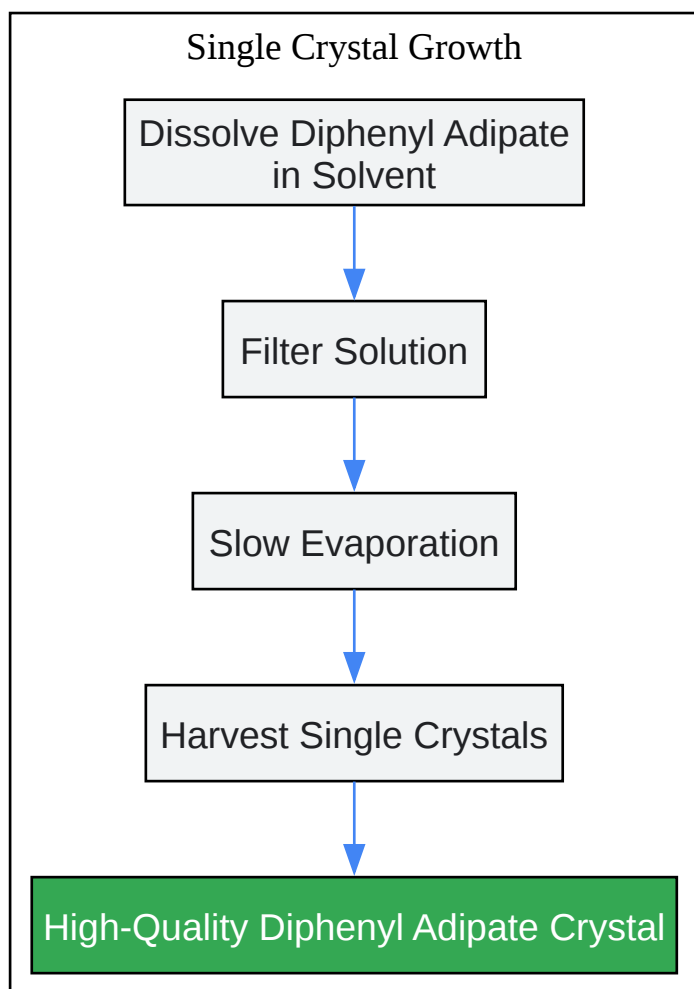 Single Crystal Growth
Dissolve Diphenyl Adipate
in Solvent
Filter Solution
Slow Evaporation
Harvest Single Crystals
High-Quality Diphenyl Adipate Crystal